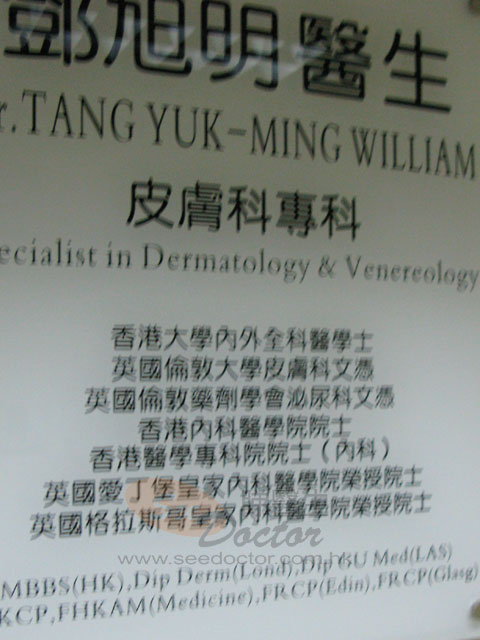 鄧旭明醫生
r.TANG YUK-MING WILLIAM
皮膚科專科
ecialist in Dermatology & Venereology
香港大學內外全科醫學士
英國倫敦大學皮膚科文憑
英國倫敦藥劑學會泌尿科文憑
香港內科醫學院院士
香港醫學專科院院士（內科）
英國愛丁堡皇家內科醫學院榮授院士
英國格拉斯哥皇家內科醫學院榮授院士
Doctor
www.seedoctor.com.hk
MBBS(HK),Dip Derm(Lond),Dip GU Med(LAS)
KCP,FHKAM(Medicine),FRCP(Edin),FRCP(Glasg)